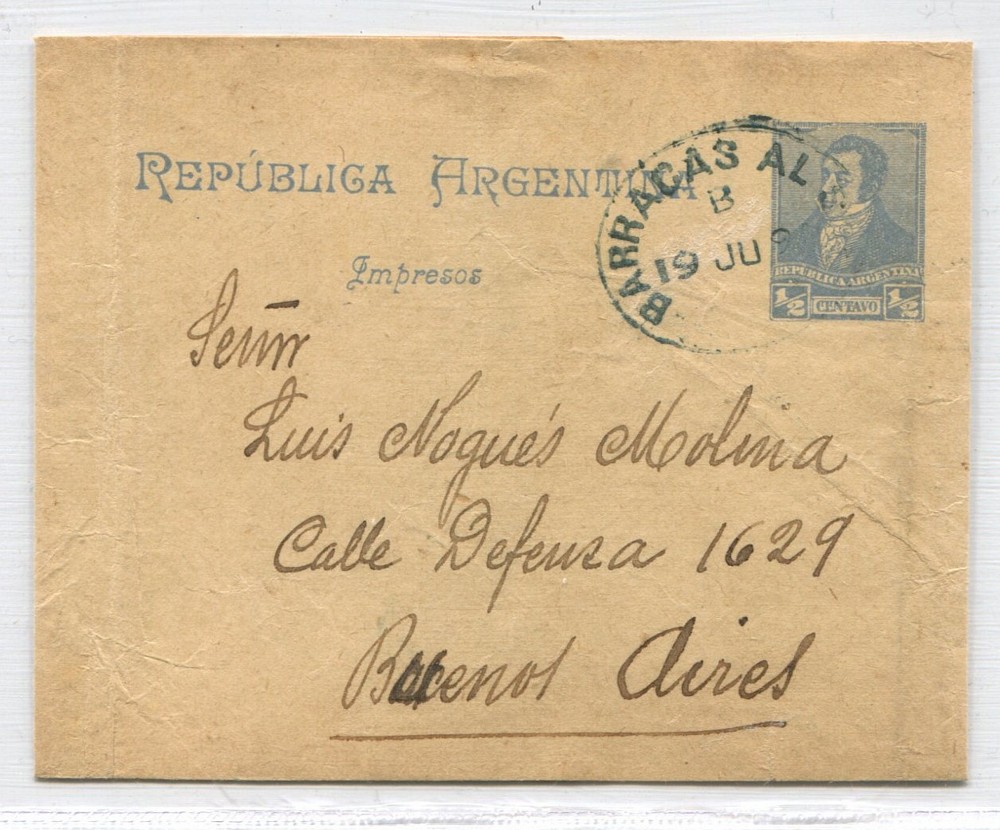 REPÚBLICA ARGENTINA
Impresos
BARRACAS AL
B
19 JU
REPUBLICA ARGENTINA
1/2 CENTAVO 1/2
Señor
Luis Nogués Molina
Calle Defensa 1629
Buenos Aires